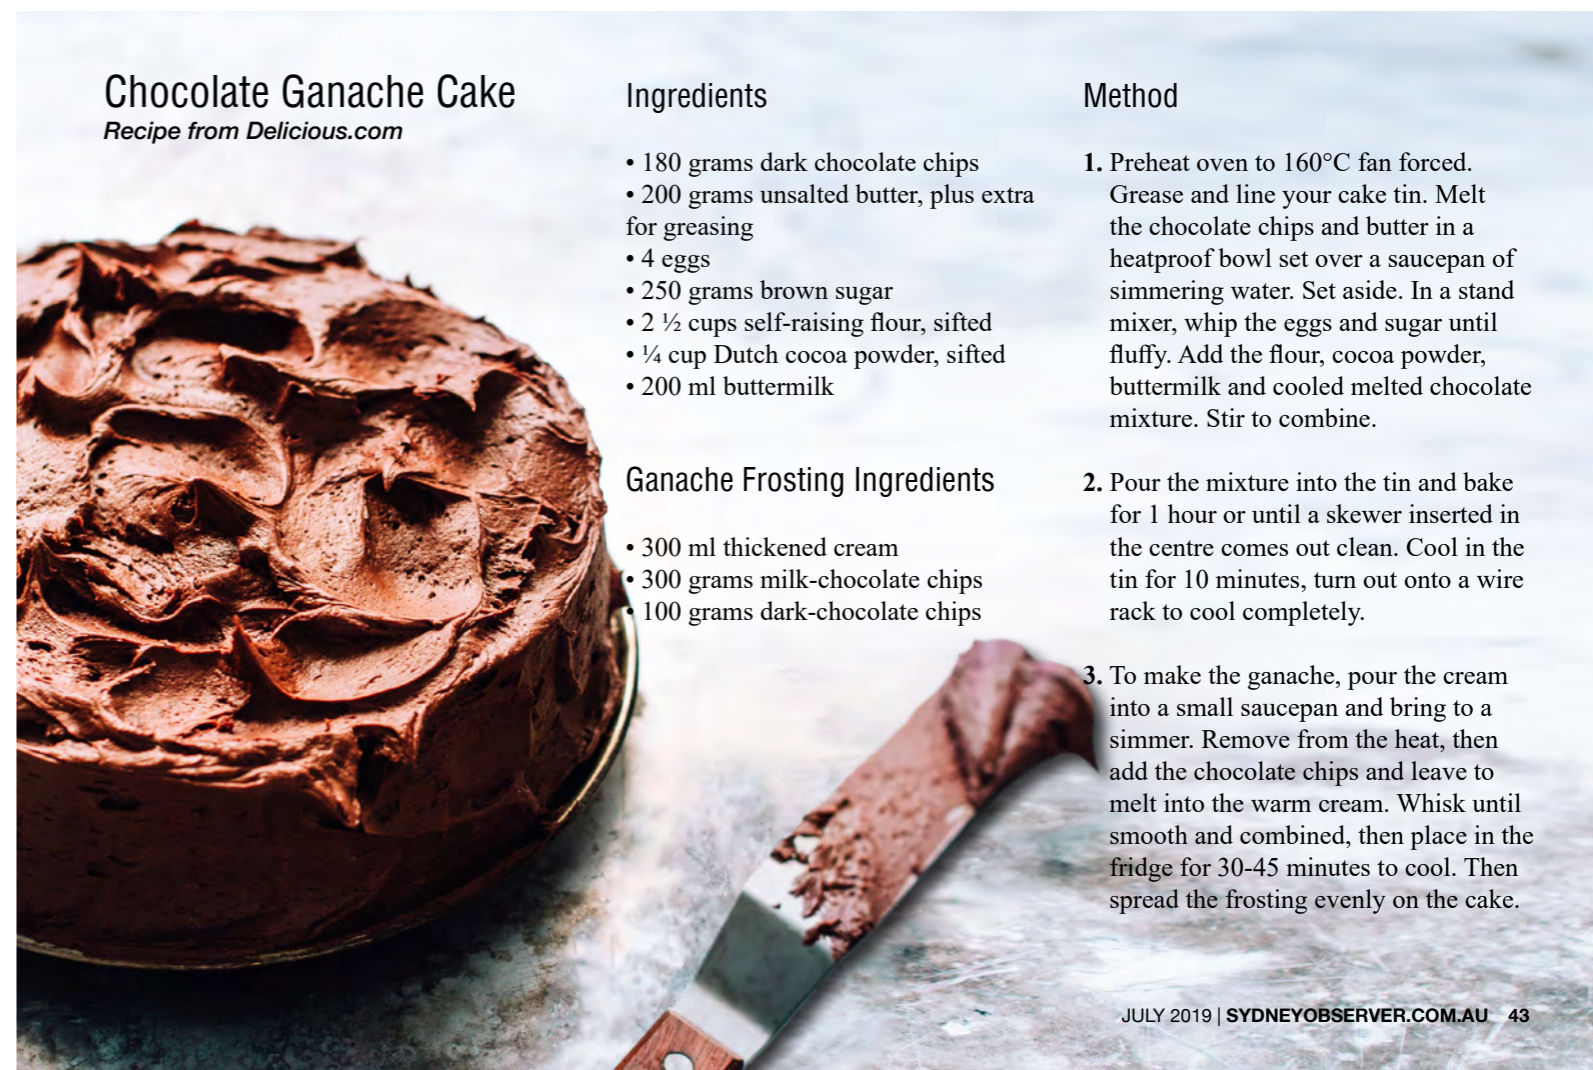 Chocolate Ganache Cake
Recipe from Delicious.com
Ingredients
• 180 grams dark chocolate chips
• 200 grams unsalted butter, plus extra
for greasing
• 4 eggs
• 250 grams brown sugar
• 2 ½ cups self-raising flour, sifted
• ¼ cup Dutch cocoa powder, sifted
• 200 ml buttermilk
Ganache Frosting Ingredients
• 300 ml thickened cream
• 300 grams milk-chocolate chips
• 100 grams dark-chocolate chips
Method
1. Preheat oven to 160°C fan forced.
Grease and line your cake tin. Melt
the chocolate chips and butter in a
heatproof bowl set over a saucepan of
simmering water. Set aside. In a stand
mixer, whip the eggs and sugar until
fluffy. Add the flour, cocoa powder,
buttermilk and cooled melted chocolate
mixture. Stir to combine.
2. Pour the mixture into the tin and bake
for 1 hour or until a skewer inserted in
the centre comes out clean. Cool in the
tin for 10 minutes, turn out onto a wire
rack to cool completely.
3. To make the ganache, pour the cream
into a small saucepan and bring to a
simmer. Remove from the heat, then
add the chocolate chips and leave to
melt into the warm cream. Whisk until
smooth and combined, then place in the
fridge for 30-45 minutes to cool. Then
spread the frosting evenly on the cake.
JULY 2019 | SYDNEYOBSERVER.COM.AU 43